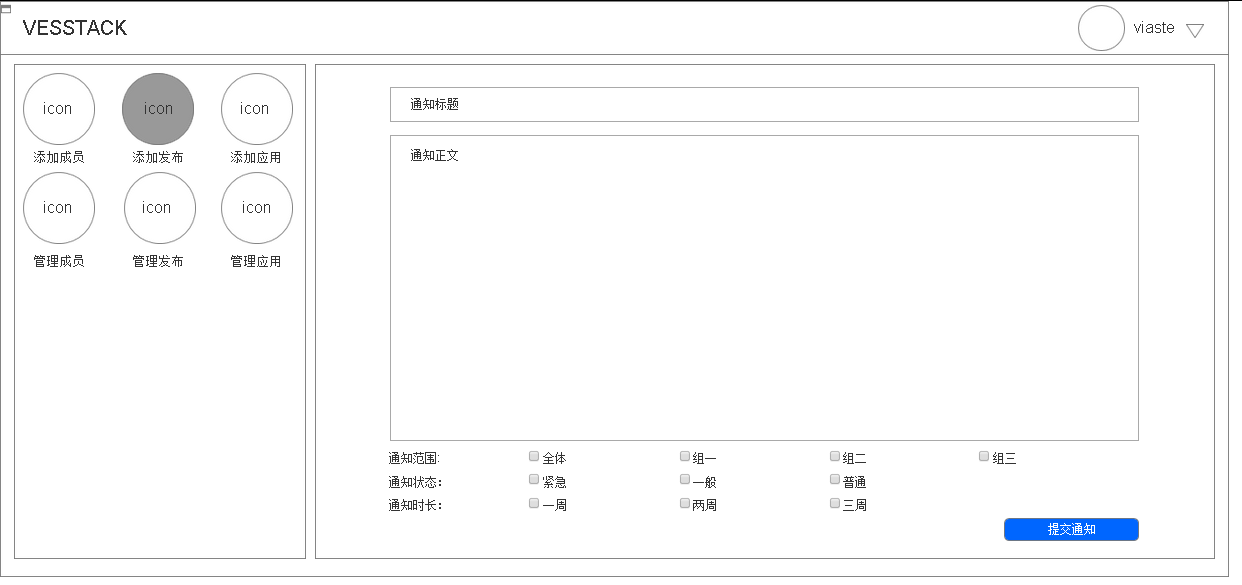 VESSTACK
viaste
icon icon icon
添加成员 添加发布 添加应用
icon icon icon
管理成员 管理发布 管理应用
通知标题
通知正文
通知范围: 全体 组一 组二 组三
通知状态： 紧急 一般 普通
通知时长： 一周 两周 三周
提交通知